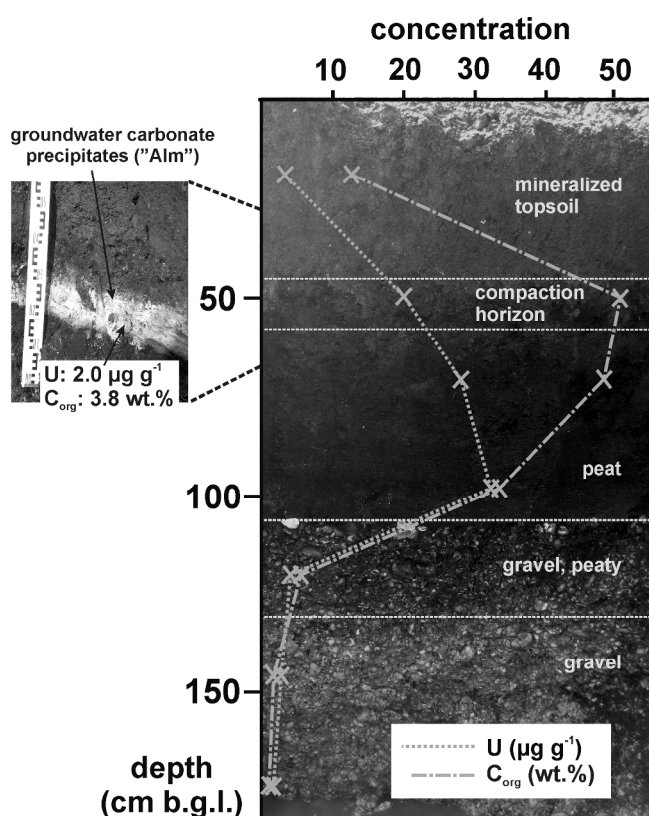 concentration
10 20 30 40 50
groundwater carbonate
precipitates ("Alm")
U: 2.0 µg g⁻¹
C_org: 3.8 wt.%
mineralized
topsoil
50
compaction
horizon
peat
100
gravel, peaty
gravel
150
U (µg g⁻¹)
C_org (wt.%)
depth
(cm b.g.l.)